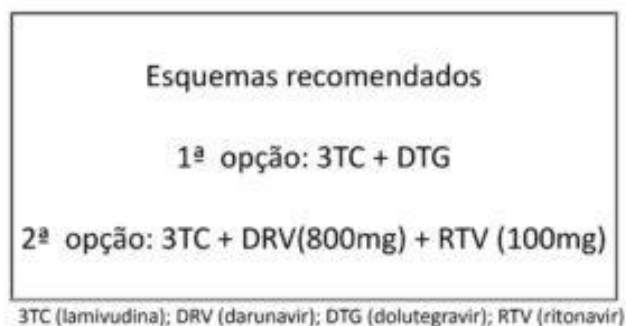 Esquemas recomendados
1ª opção: 3TC + DTG
2ª opção: 3TC + DRV(800mg) + RTV (100mg)
3TC (lamivudina); DRV (darunavir); DTG (dolutegravir); RTV (ritonavir)